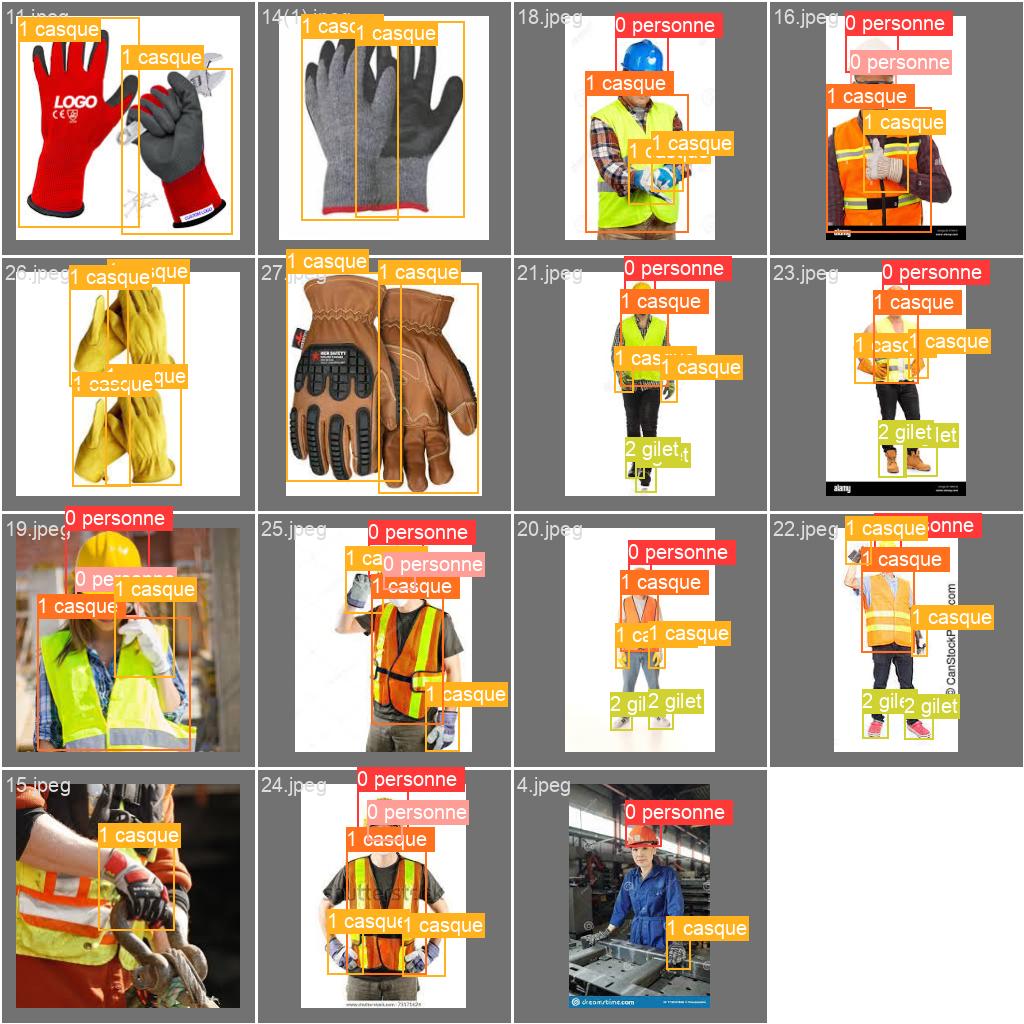 11.jpeg
1 casque
1 casque
LOGO
CE
CUSTOM LOGO
14(1).jpeg
1 casque
1 casque
18.jpeg
0 personne
1 casque
1 casque
1 casque
16.jpeg
0 personne
0 personne
1 casque
1 casque
alamy
26.jpeg
1 casque
1 casque
1 casque
1 casque
27.jpeg
1 casque
1 casque
21.jpeg
0 personne
1 casque
1 casque
1 casque
2 gilet
23.jpeg
0 personne
1 casque
1 casque
1 casque
2 gilet
gilet
alamy
19.jpeg
0 personne
0 personne
1 casque
1 casque
25.jpeg
0 personne
1 casque
0 personne
1 casque
1 casque
20.jpeg
0 personne
1 casque
1 casque
1 casque
2 gilet
2 gilet
22.jpeg
1 casque
personne
1 casque
1 casque
2 gilet
2 gilet
© CanStockP .com
15.jpeg
1 casque
24.jpeg
0 personne
0 personne
1 casque
1 casque
1 casque
4.jpeg
0 personne
1 casque
dreamstime.com